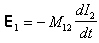 𝐄₁ = − M₁₂ dI₂/dt